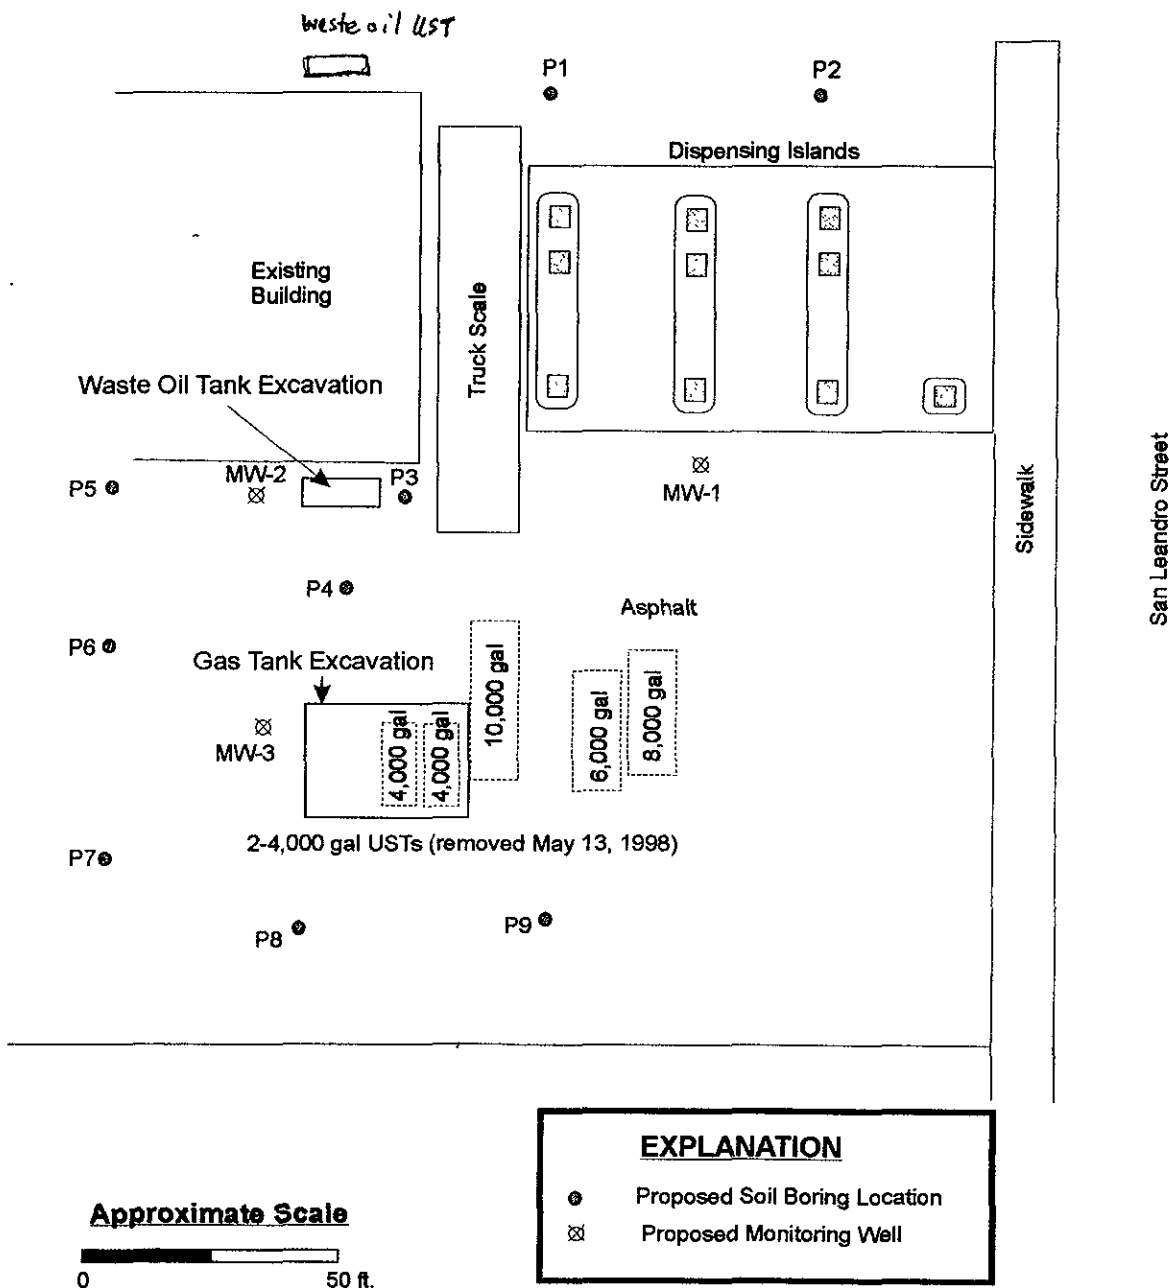 waste oil UST
P1
P2
Dispensing Islands
Existing
Building
Truck Scale
Waste Oil Tank Excavation
P5
MW-2
P3
MW-1
Sidewalk
San Leandro Street
P4
Asphalt
P6
Gas Tank Excavation
10,000 gal
6,000 gal
8,000 gal
MW-3
4,000 gal
4,000 gal
2-4,000 gal USTs (removed May 13, 1998)
P7
P8
P9
EXPLANATION
Proposed Soil Boring Location
Proposed Monitoring Well
Approximate Scale
0
50 ft.